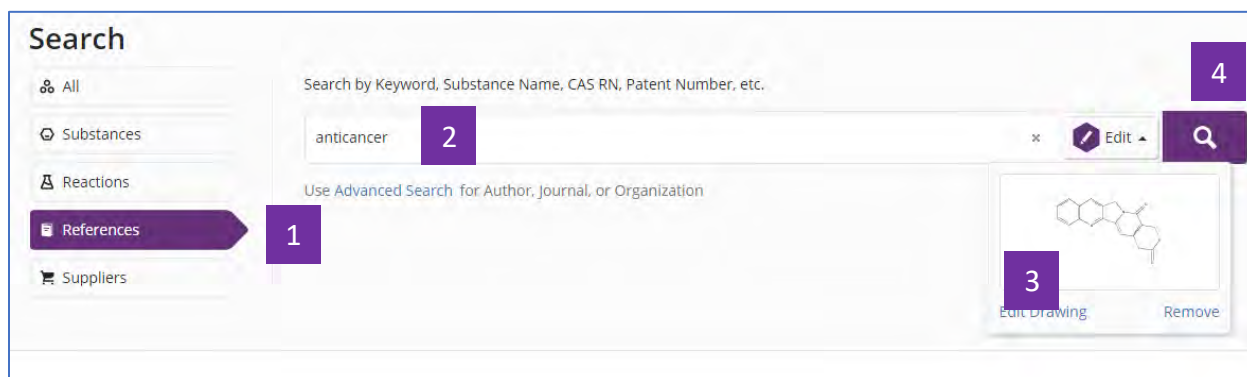 Search
All
Substances
Reactions
References
Suppliers
1
Search by Keyword, Substance Name, CAS RN, Patent Number, etc.
anticancer
2
× Edit
4
Use Advanced Search for Author, Journal, or Organization
3
Edit Drawing Remove